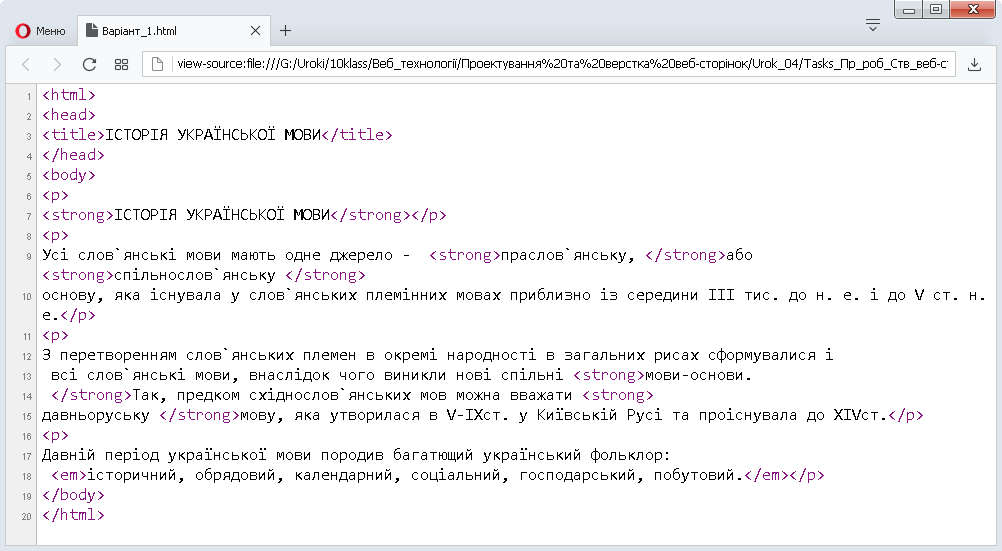 Меню
Варіант_1.html
view-source:file:///G:/Uroki/10klass/Веб_технології/Проектування%20та%20верстка%20веб-сторінок/Urok_04/Tasks_Пр_роб_Ств_веб-ст
1 <html>
2 <head>
3 <title>ІСТОРІЯ УКРАЇНСЬКОЇ МОВИ</title>
4 </head>
5 <body>
6 <p>
7 <strong>ІСТОРІЯ УКРАЇНСЬКОЇ МОВИ</strong></p>
8 <p>
9 Усі слов`янські мови мають одне джерело -  <strong>праслов`янську, </strong>або
<strong>спільнослов`янську </strong>
10 основу, яка існувала у слов`янських племінних мовах приблизно із середини III тис. до н. е. і до V ст. н.
е.</p>
11 <p>
12 З перетворенням слов`янських племен в окремі народності в загальних рисах сформувалися і
13  всі слов`янські мови, внаслідок чого виникли нові спільні <strong>мови-основи.
14  </strong>Так, предком східнослов`янських мов можна вважати <strong>
15 давньоруську </strong>мову, яка утворилася в V-IXст. у Київській Русі та проіснувала до XIVст.</p>
16 <p>
17 Давній період української мови породив багатющий український фольклор:
18  <em>історичний, обрядовий, календарний, соціальний, господарський, побутовий.</em></p>
19 </body>
20 </html>